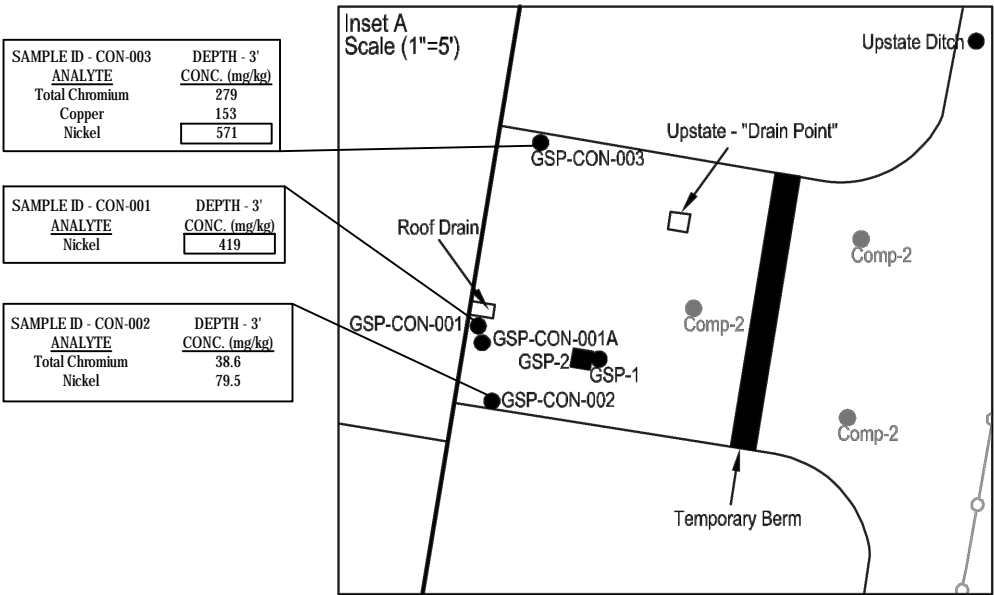 SAMPLE ID - CON-003 DEPTH - 3'
ANALYTE CONC. (mg/kg)
Total Chromium 279
Copper 153
Nickel 571
SAMPLE ID - CON-001 DEPTH - 3'
ANALYTE CONC. (mg/kg)
Nickel 419
SAMPLE ID - CON-002 DEPTH - 3'
ANALYTE CONC. (mg/kg)
Total Chromium 38.6
Nickel 79.5
Inset A
Scale (1"=5')
Upstate Ditch
Upstate - "Drain Point"
GSP-CON-003
Roof Drain
Comp-2
GSP-CON-001
Comp-2
GSP-CON-001A
GSP-2
GSP-1
GSP-CON-002
Comp-2
Temporary Berm